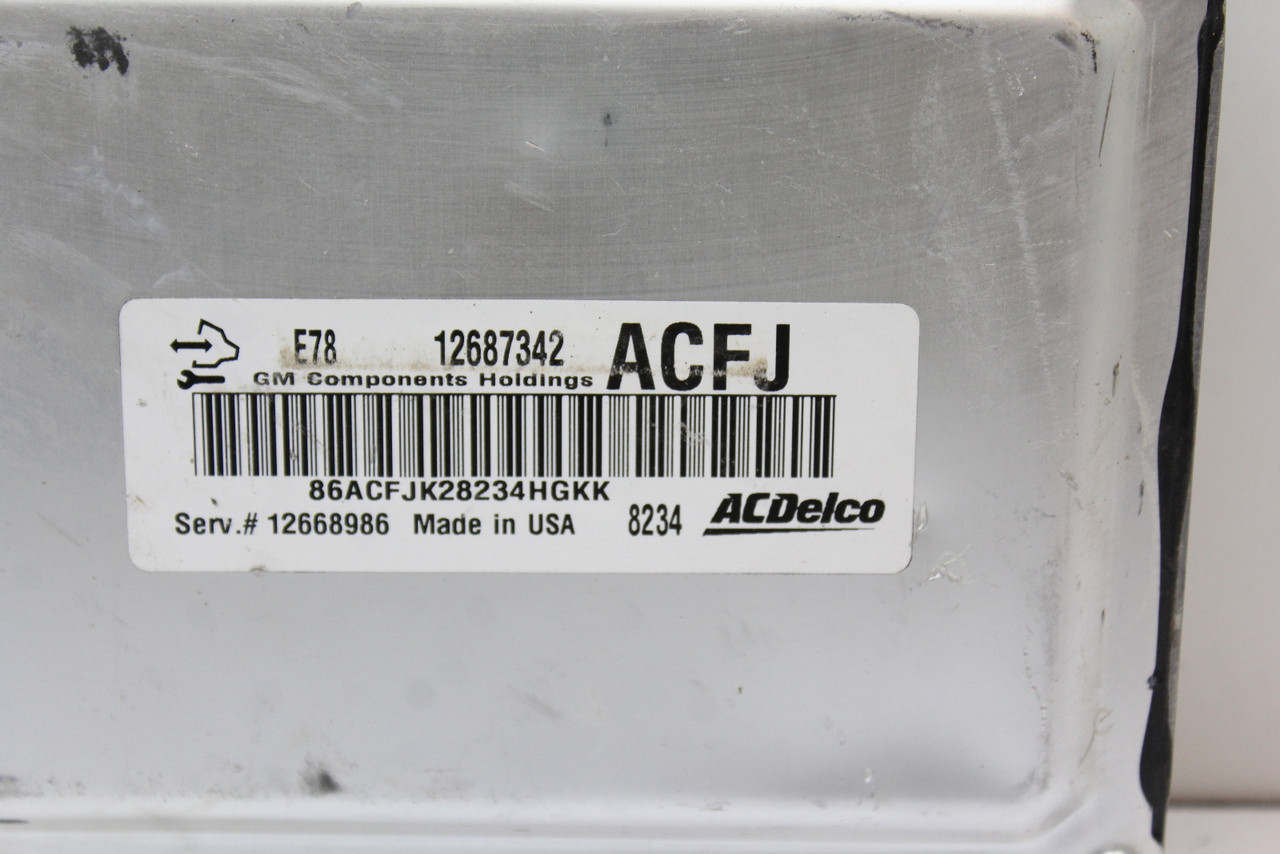 E78 12687342 ACFJ
GM Components Holdings
86ACFJK28234HGKK
Serv.# 12668986 Made in USA 8234 ACDelco